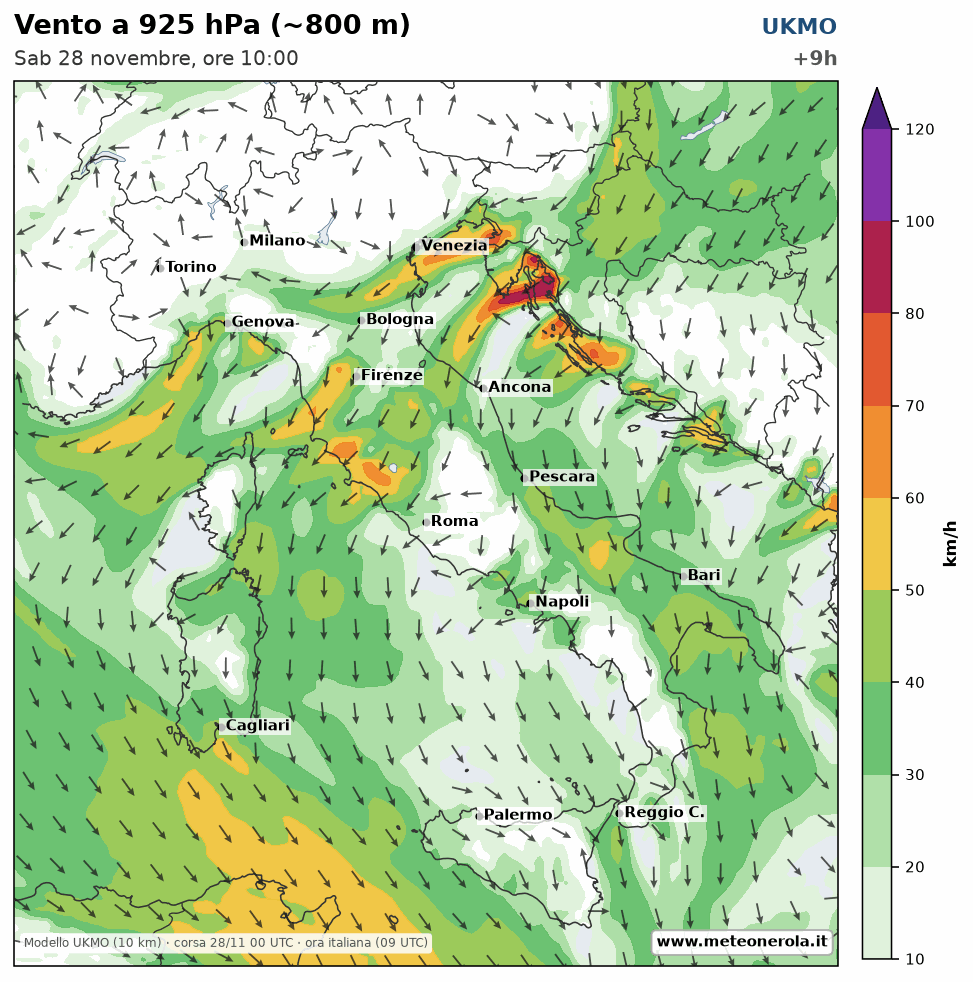 Vento a 925 hPa (~800 m)
UKMO
Sab 28 novembre, ore 10:00
+9h
120
100
80
70
60
50
40
30
20
10
km/h
Venezia
Milano
Torino
Genova
Bologna
Firenze
Ancona
Pescara
Roma
Bari
Napoli
Cagliari
Palermo
Reggio C.
Modello UKMO (10 km) · corsa 28/11 00 UTC · ora italiana (09 UTC)
www.meteonerola.it